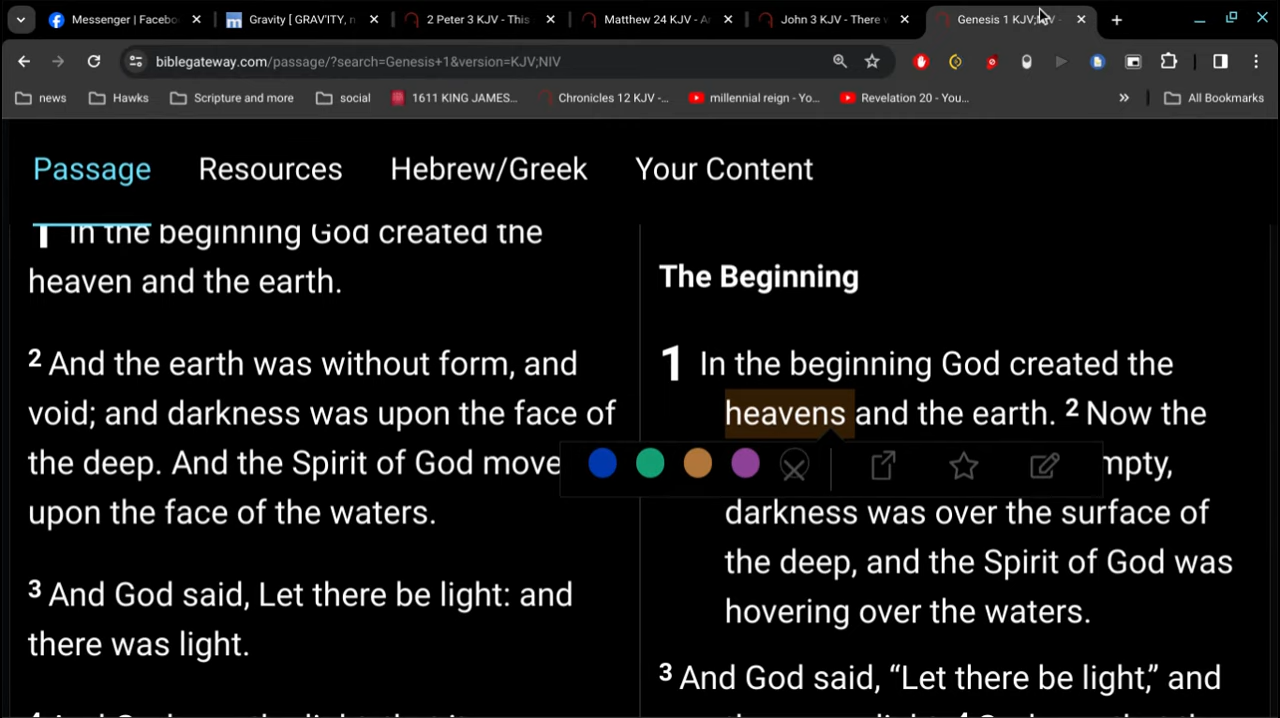 Messenger | Facebo
Gravity [ GRAVITY, n
2 Peter 3 KJV - This
Matthew 24 KJV - A
John 3 KJV - There
Genesis 1 KJV;
biblegateway.com/passage/?search=Genesis+1&version=KJV;NIV
news
Hawks
Scripture and more
social
1611 KING JAMES...
Chronicles 12 KJV -...
millennial reign - Yo...
Revelation 20 - You...
»
All Bookmarks
Passage
Resources
Hebrew/Greek
Your Content
1 In the beginning God created the
heaven and the earth.
2 And the earth was without form, and
void; and darkness was upon the face of
the deep. And the Spirit of God move
upon the face of the waters.
3 And God said, Let there be light: and
there was light.
The Beginning
1 In the beginning God created the
heavens and the earth. 2 Now the
mpty,
darkness was over the surface of
the deep, and the Spirit of God was
hovering over the waters.
3 And God said, “Let there be light,” and